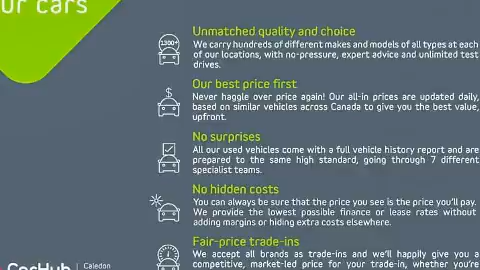 ur cars
Unmatched quality and choice
1300+
We carry hundreds of different makes and models of all types at each
of our locations, with no-pressure, expert advice and unlimited test
drives.
Our best price first
$
Never haggle over price again! Our all-in prices are updated daily,
based on similar vehicles across Canada to give you the best value,
upfront.
No surprises
All our used vehicles come with a full vehicle history report and are
prepared to the same high standard, going through 7 different
specialist teams.
No hidden costs
You can always be sure that the price you see is the price you'll pay.
We provide the lowest possible finance or lease rates without
adding margins or hiding extra costs elsewhere.
Fair-price trade-ins
We accept all brands as trade-ins and we'll happily give you a
competitive, market-led price for your trade-in, whether you're
CarHub
Caledon